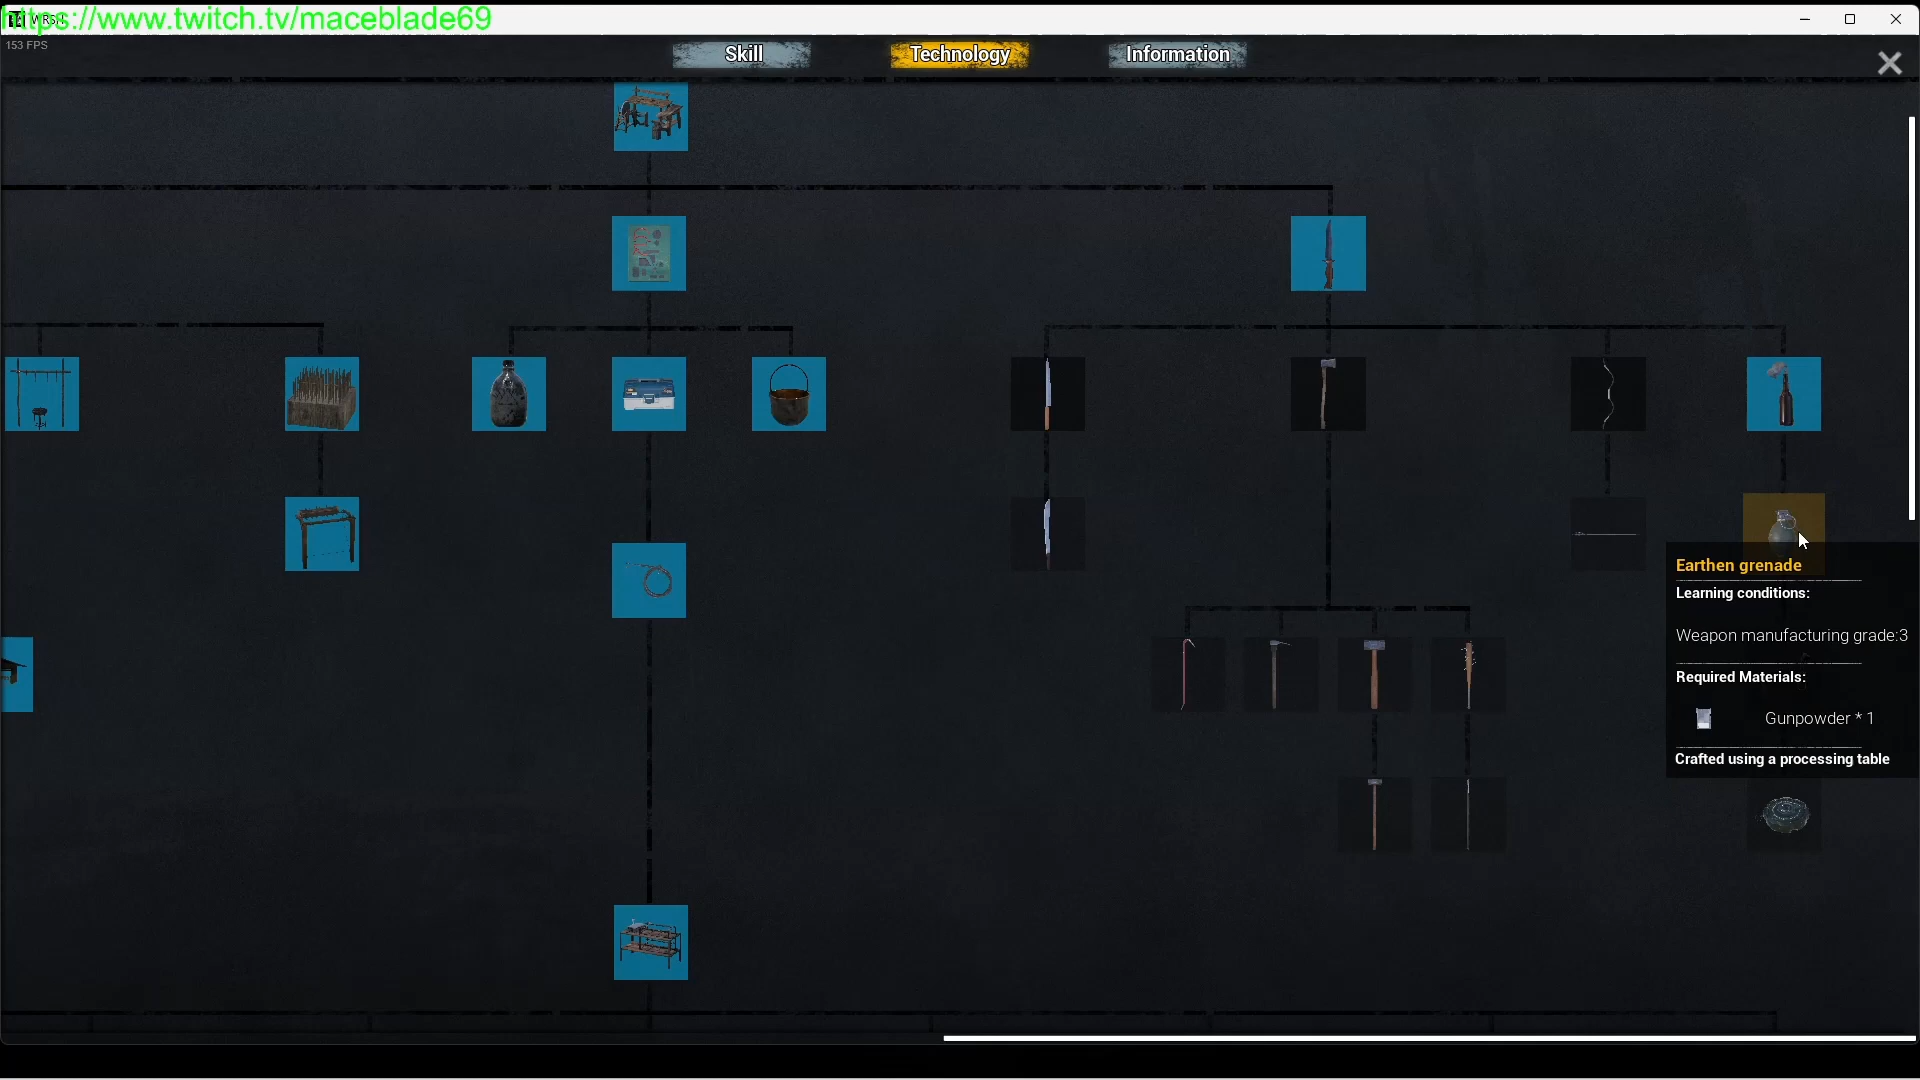 https://www.twitch.tv/maceblade69
153 FPS
Skill
Technology
Information
Earthen grenade
Learning conditions:
Weapon manufacturing grade:3
Required Materials:
Gunpowder * 1
Crafted using a processing table